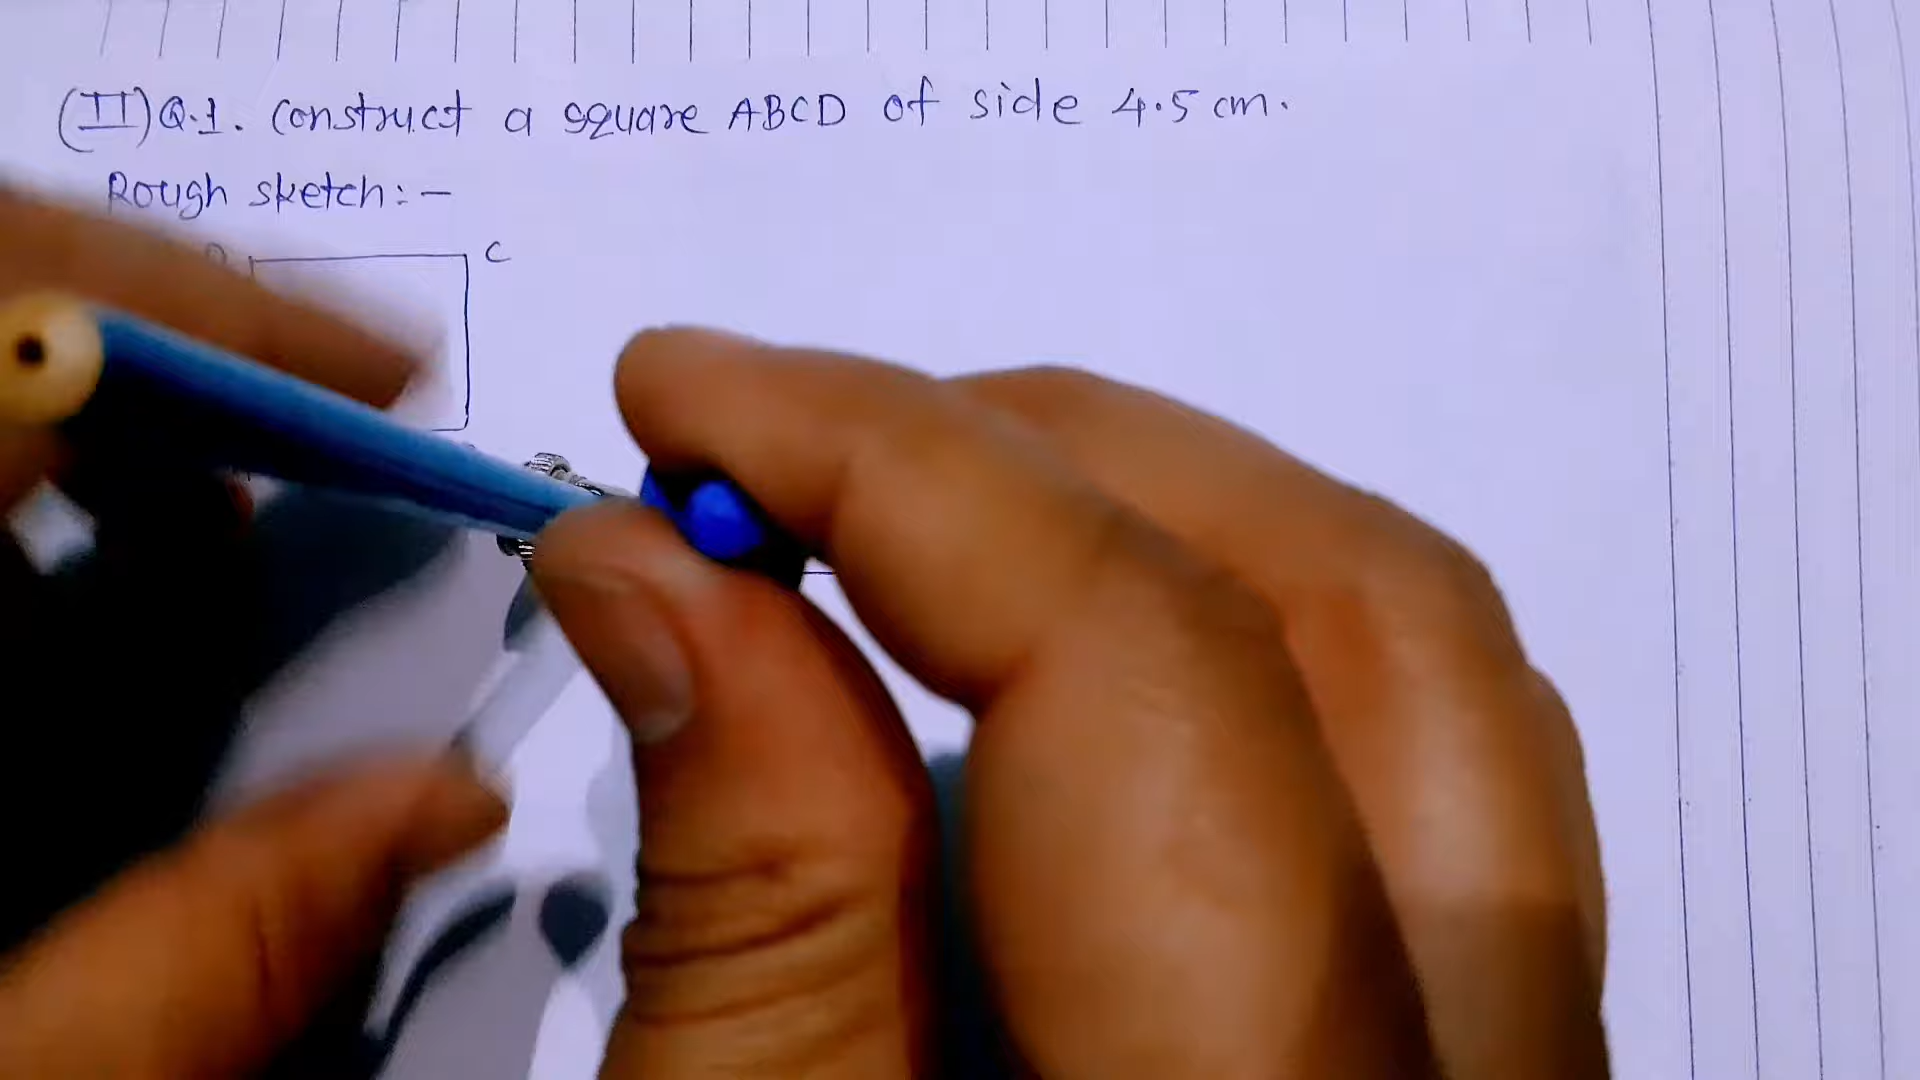 (II) Q.1. Construct a square ABCD of side 4.5 cm.
Rough sketch:-
C